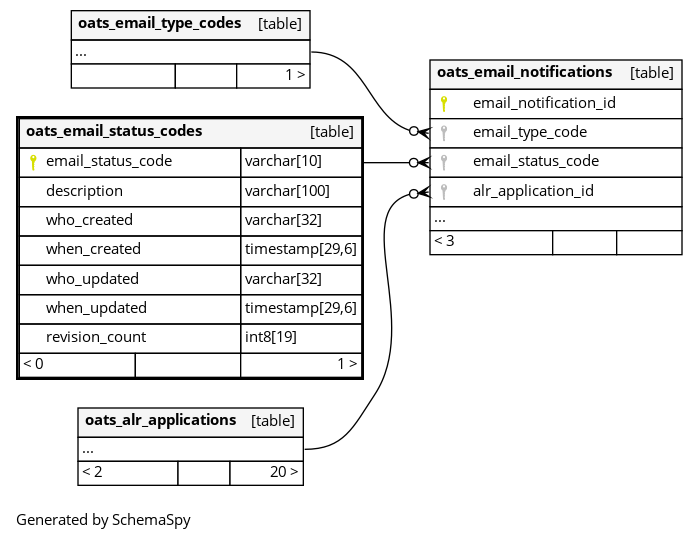 oats_email_type_codes [table]
...
1 >
oats_email_status_codes [table]
email_status_code varchar[10]
description varchar[100]
who_created varchar[32]
when_created timestamp[29,6]
who_updated varchar[32]
when_updated timestamp[29,6]
revision_count int8[19]
< 0 1 >
oats_alr_applications [table]
...
< 2 20 >
oats_email_notifications [table]
email_notification_id
email_type_code
email_status_code
alr_application_id
...
< 3
Generated by SchemaSpy